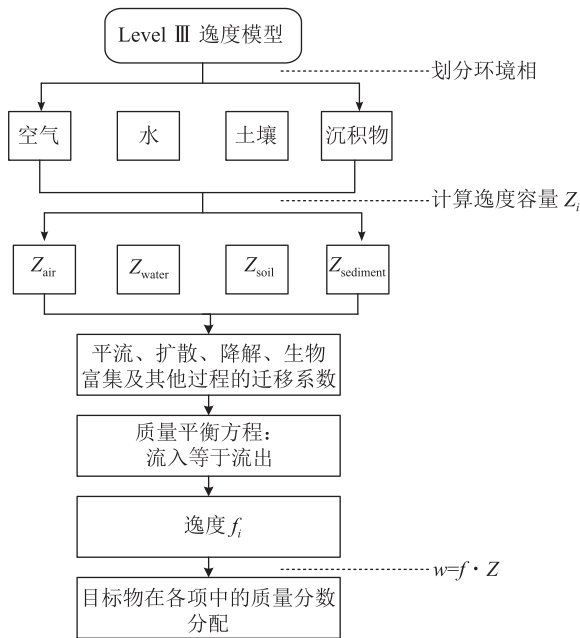 Level Ⅲ 逸度模型
划分环境相
空气
水
土壤
沉积物
计算逸度容量 Zi
Zair
Zwater
Zsoil
Zsediment
平流、扩散、降解、生物
富集及其他过程的迁移系数
质量平衡方程：
流入等于流出
逸度 fi
w=f · Z
目标物在各项中的质量分数
分配